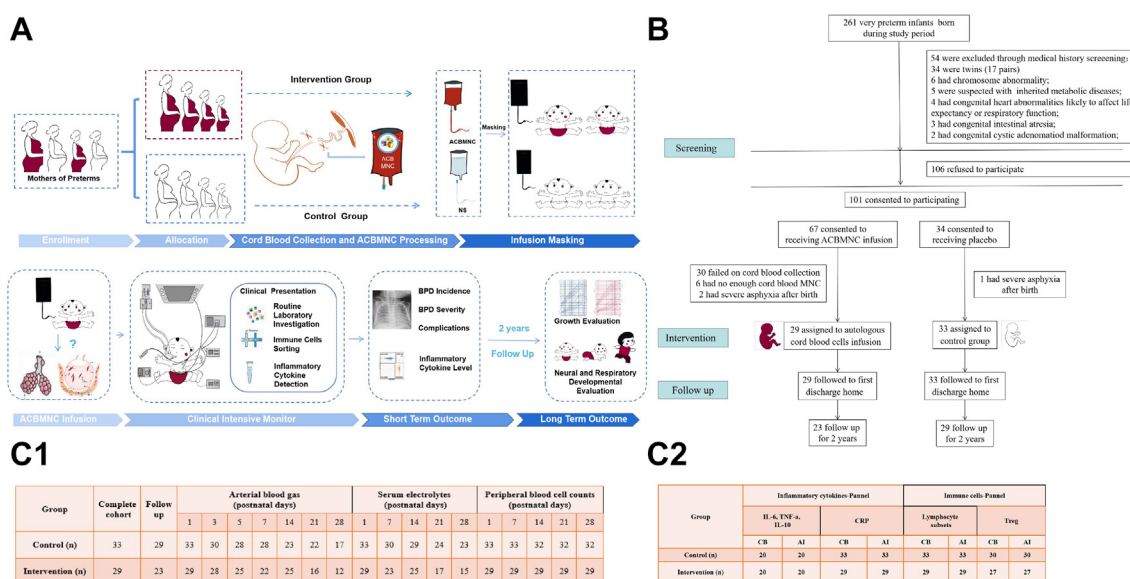 A
Intervention Group
Mothers of Preterms
ACB
MNC
Control Group
ACBMNC
NS
Masking
Enrollment
Allocation
Cord Blood Collection and ACBMNC Processing
Infusion Masking
?
Clinical Presentation
Routine
Laboratory
Investigation
Immune Cells
Sorting
Inflammatory
Cytokine
Detection
BPD Incidence
BPD Severity
Complications
Inflammatory
Cytokine Level
2 years
Follow Up
Growth Evaluation
Neural and Respiratory
Developmental
Evaluation
ACBMNC Infusion
Clinical Intensive Monitor
Short Term Outcome
Long Term Outcome
B
261 very preterm infants born
during study period
54 were excluded through medical history screeening:
34 were twins (17 pairs)
6 had chromosome abnormality;
5 were suspected with inherited metabolic diseases;
4 had congenital heart abnormalities likely to affect life
expectancy or respiratory function;
3 had congenital intestinal atresia;
2 had congenital cystic adenomatied malformation;
Screening
106 refused to participate
101 consented to participating
67 consented to
receiving ACBMNC infusion
34 consented to
receiving placebo
30 failed on cord blood collection
6 had no enough cord blood MNC
2 had severe asphyxia after birth
1 had severe asphyxia
after birth
Intervention
29 assigned to autologous
cord blood cells infusion
33 assigned to
control group
Follow up
29 followed to first
discharge home
33 followed to first
discharge home
23 follow up
for 2 years
29 follow up
for 2 years
C1
Group Complete cohort Follow up Arterial blood gas (postnatal days) Serum electrolytes (postnatal days) Peripheral blood cell counts (postnatal days)
1 3 5 7 14 21 28 1 7 14 21 28 1 7 14 21 28
Control (n) 33 29 33 30 28 28 23 22 17 33 30 29 24 23 33 33 32 32 32
Intervention (n) 29 23 29 28 25 22 25 16 12 29 23 25 17 15 29 29 29 29 29
C2
Group Inflammatory cytokines-Pannel Immune cells-Pannel
IL-6, TNF-α, IL-10 CRP Lymphocyte subsets Treg
CB AI CB AI CB AI CB AI
Control (n) 20 20 33 33 33 33 30 30
Intervention (n) 20 20 29 29 29 29 27 27